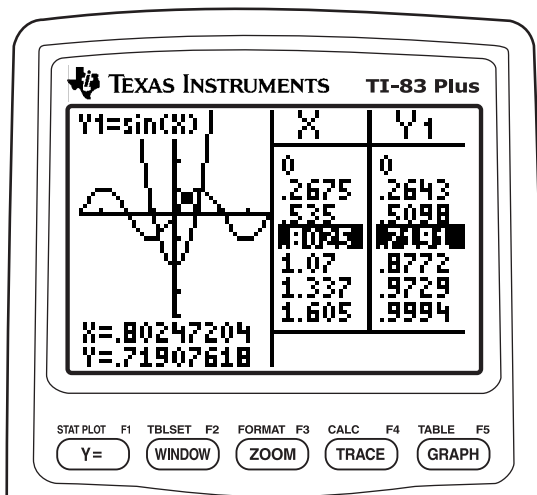 TEXAS INSTRUMENTS TI-83 Plus
Y1=sin(X)
X=.80247204
Y=.71907618
X Y1
0 0
.2675 .2643
.535 .5098
.8025 .7191
1.07 .8772
1.337 .9729
1.605 .9994
STAT PLOT F1 TBLSET F2 FORMAT F3 CALC F4 TABLE F5
Y= WINDOW ZOOM TRACE GRAPH